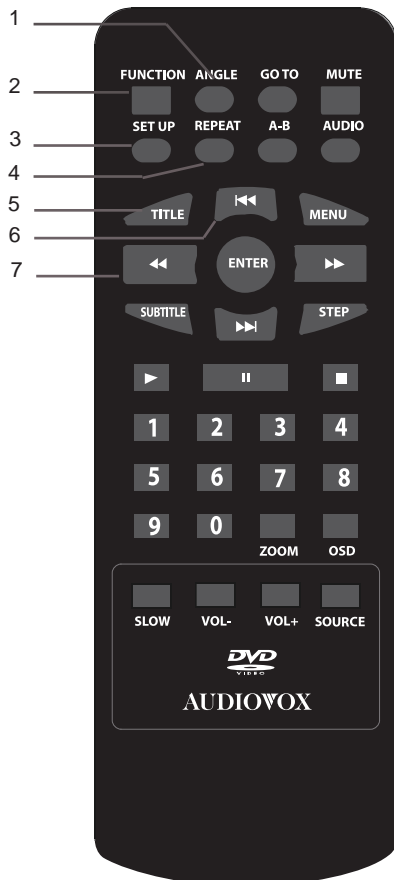 1
FUNCTION ANGLE GO TO MUTE
2
SET UP REPEAT A-B AUDIO
3
4
5
TITLE MENU
6
ENTER
7
SUBTITLE STEP
1 2 3 4
5 6 7 8
9 0
ZOOM OSD
SLOW VOL- VOL+ SOURCE
DVD
VIDEO
AUDIOVOX